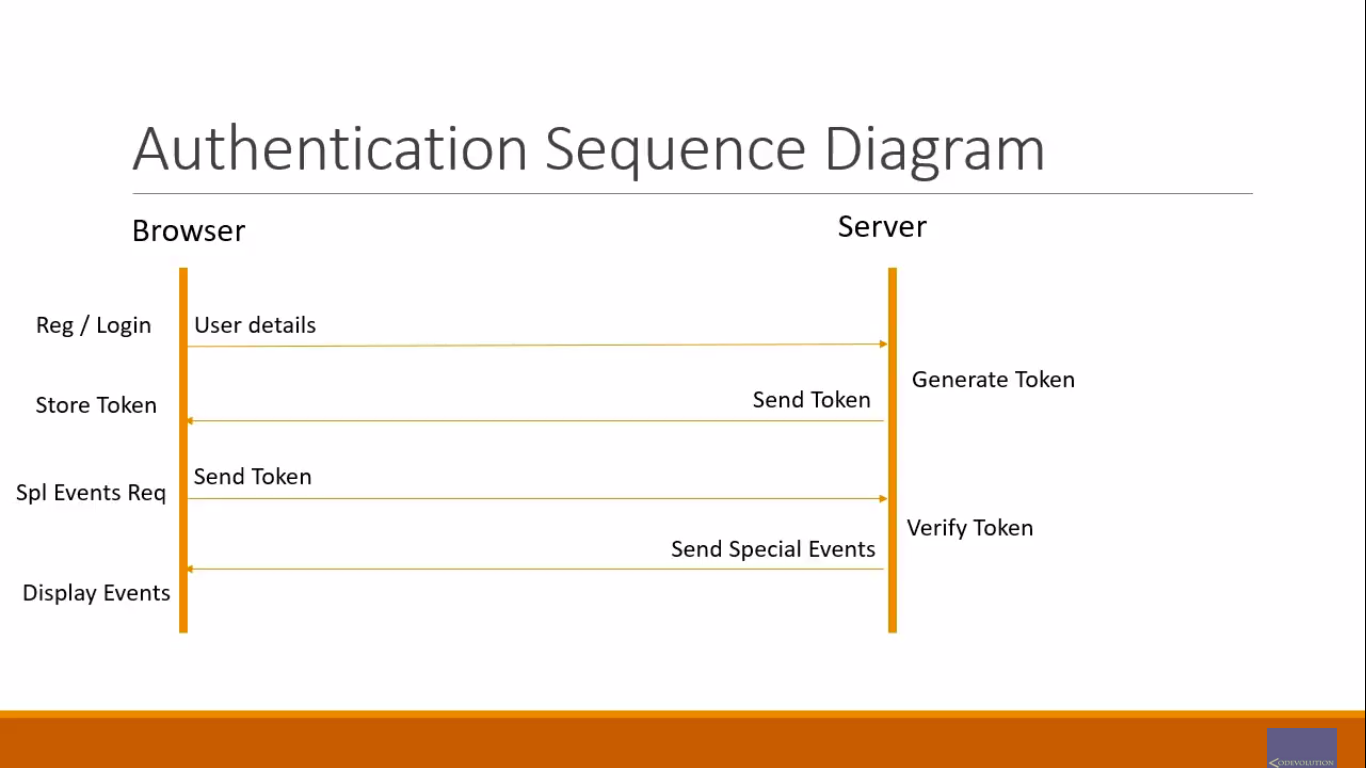 Authentication Sequence Diagram
Browser
Server
Reg / Login
User details
Generate Token
Store Token
Send Token
Send Token
Spl Events Req
Verify Token
Send Special Events
Display Events
CODEVOLUTION